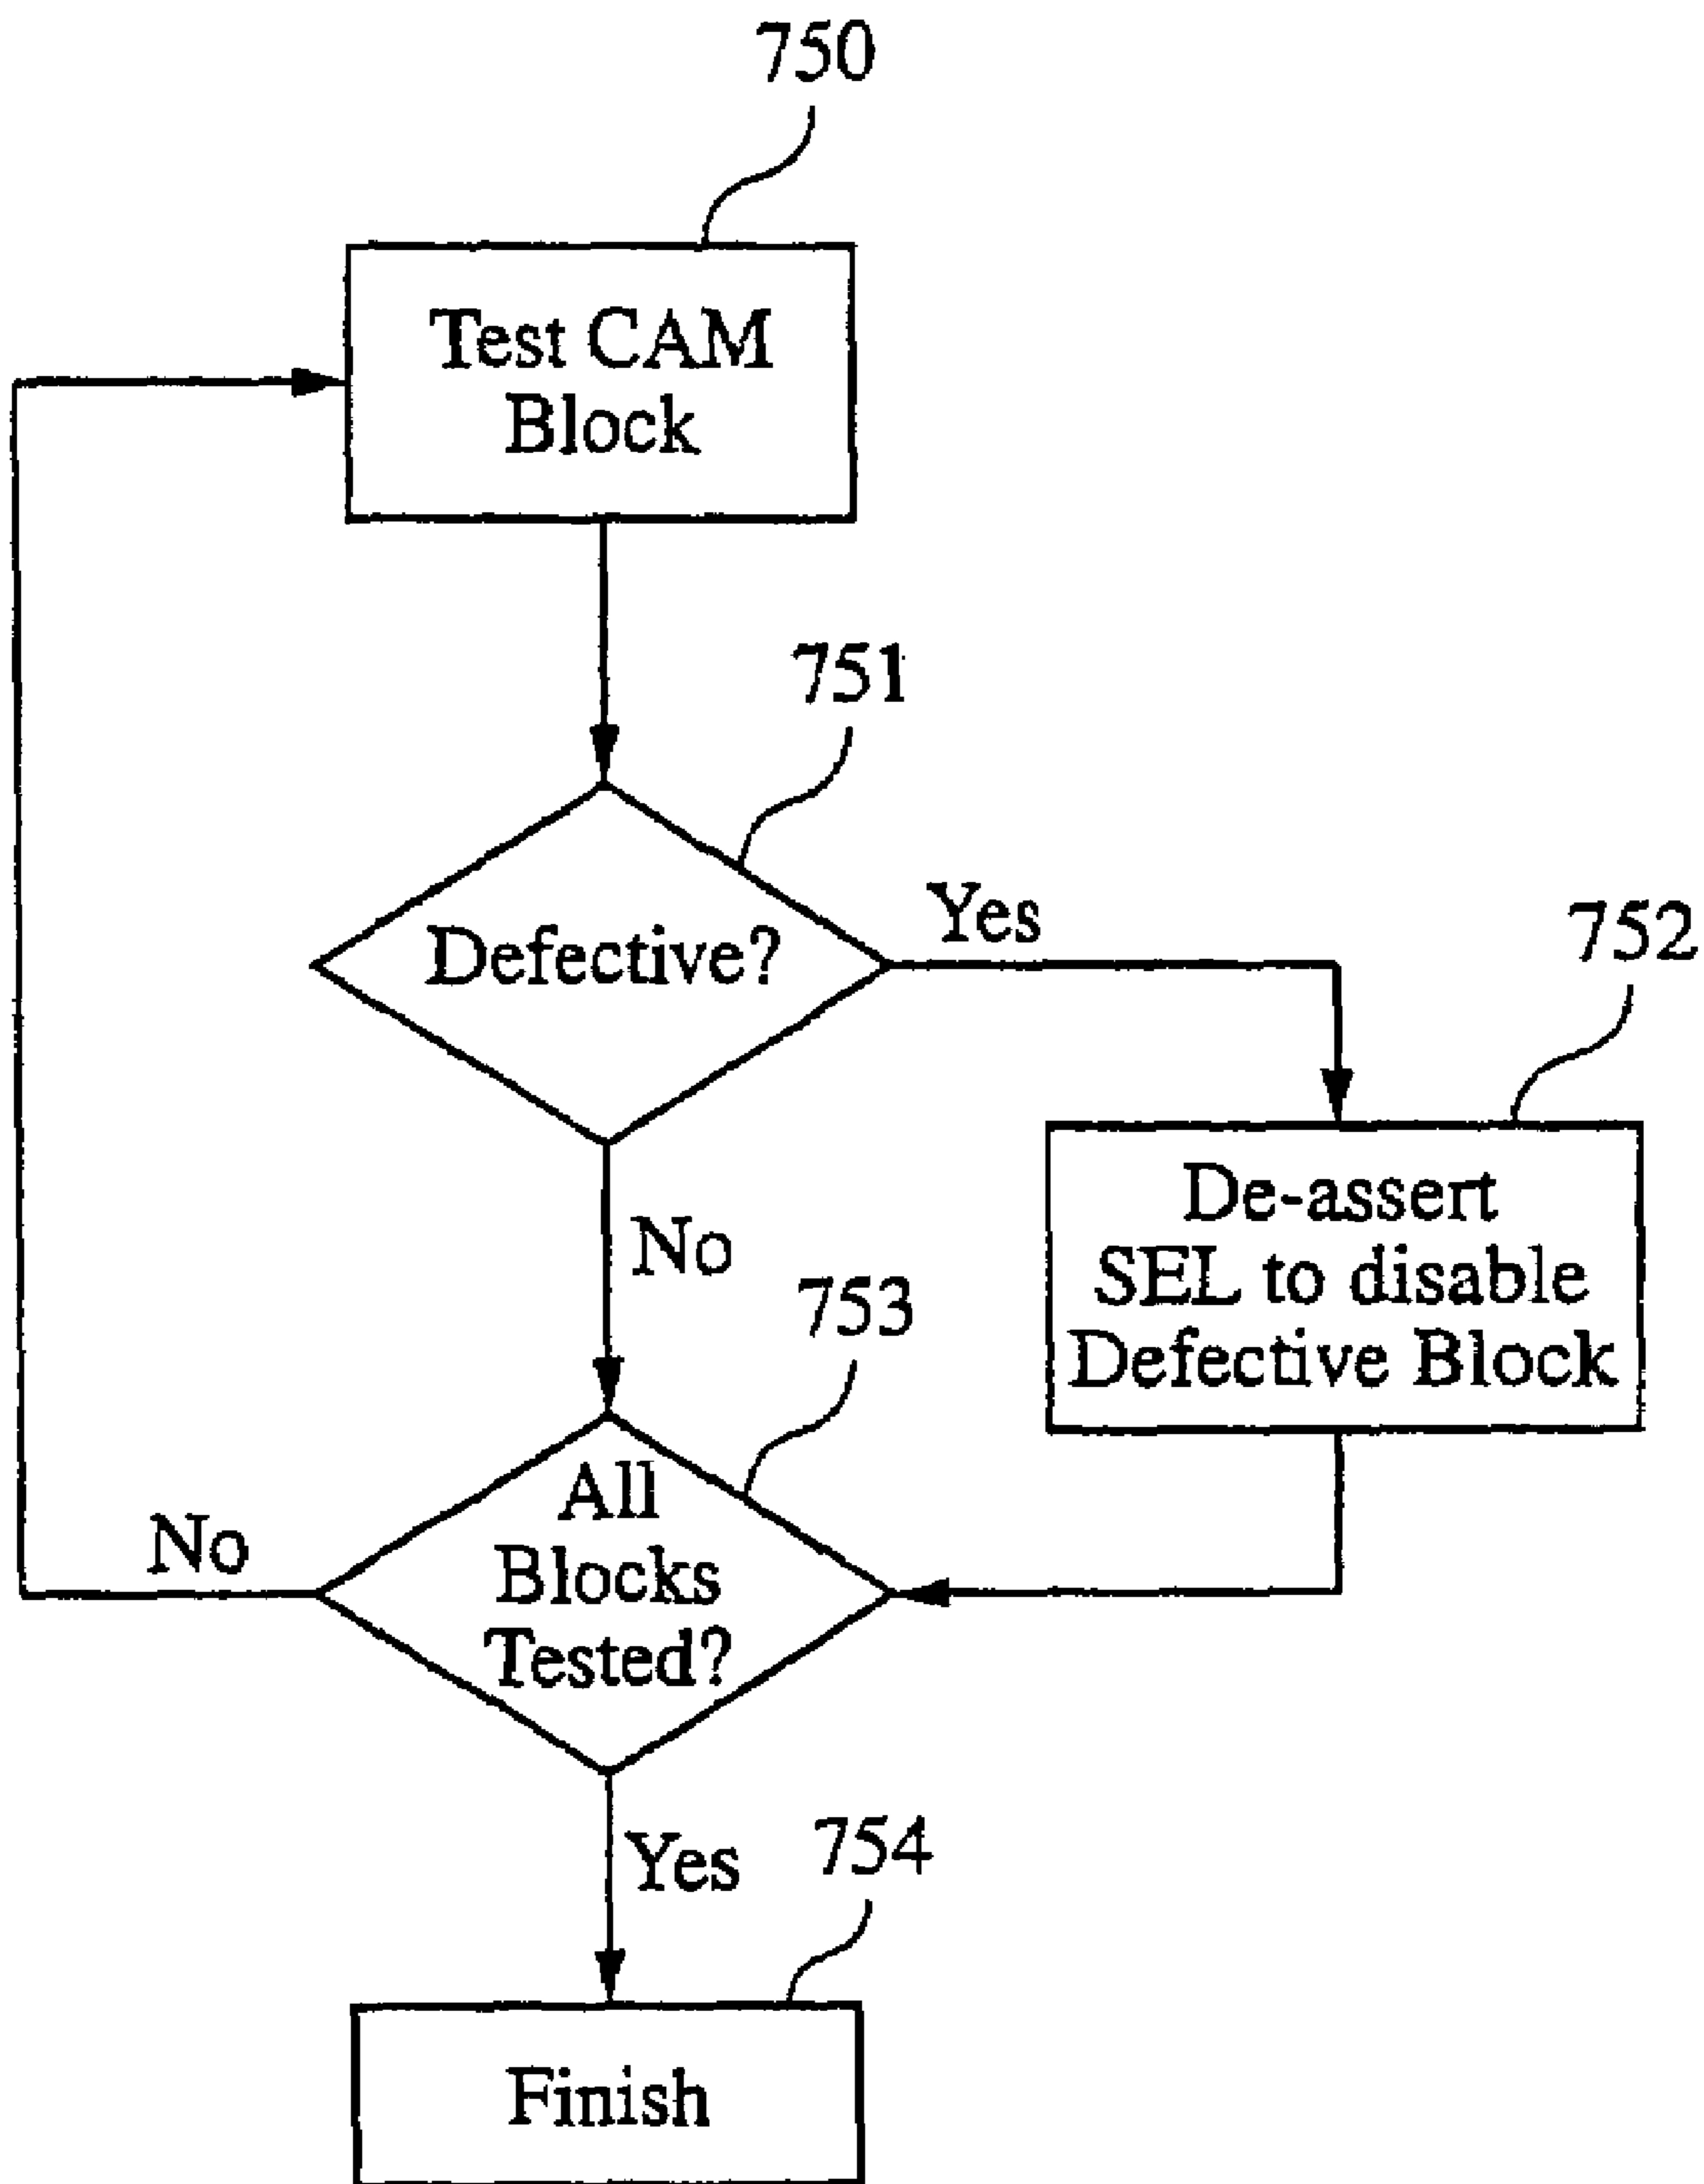 750
Test CAM
Block
751
Defective?
Yes
752
De-assert
SEL to disable
Defective Block
No
753
All
Blocks
Tested?
No
Yes
754
Finish